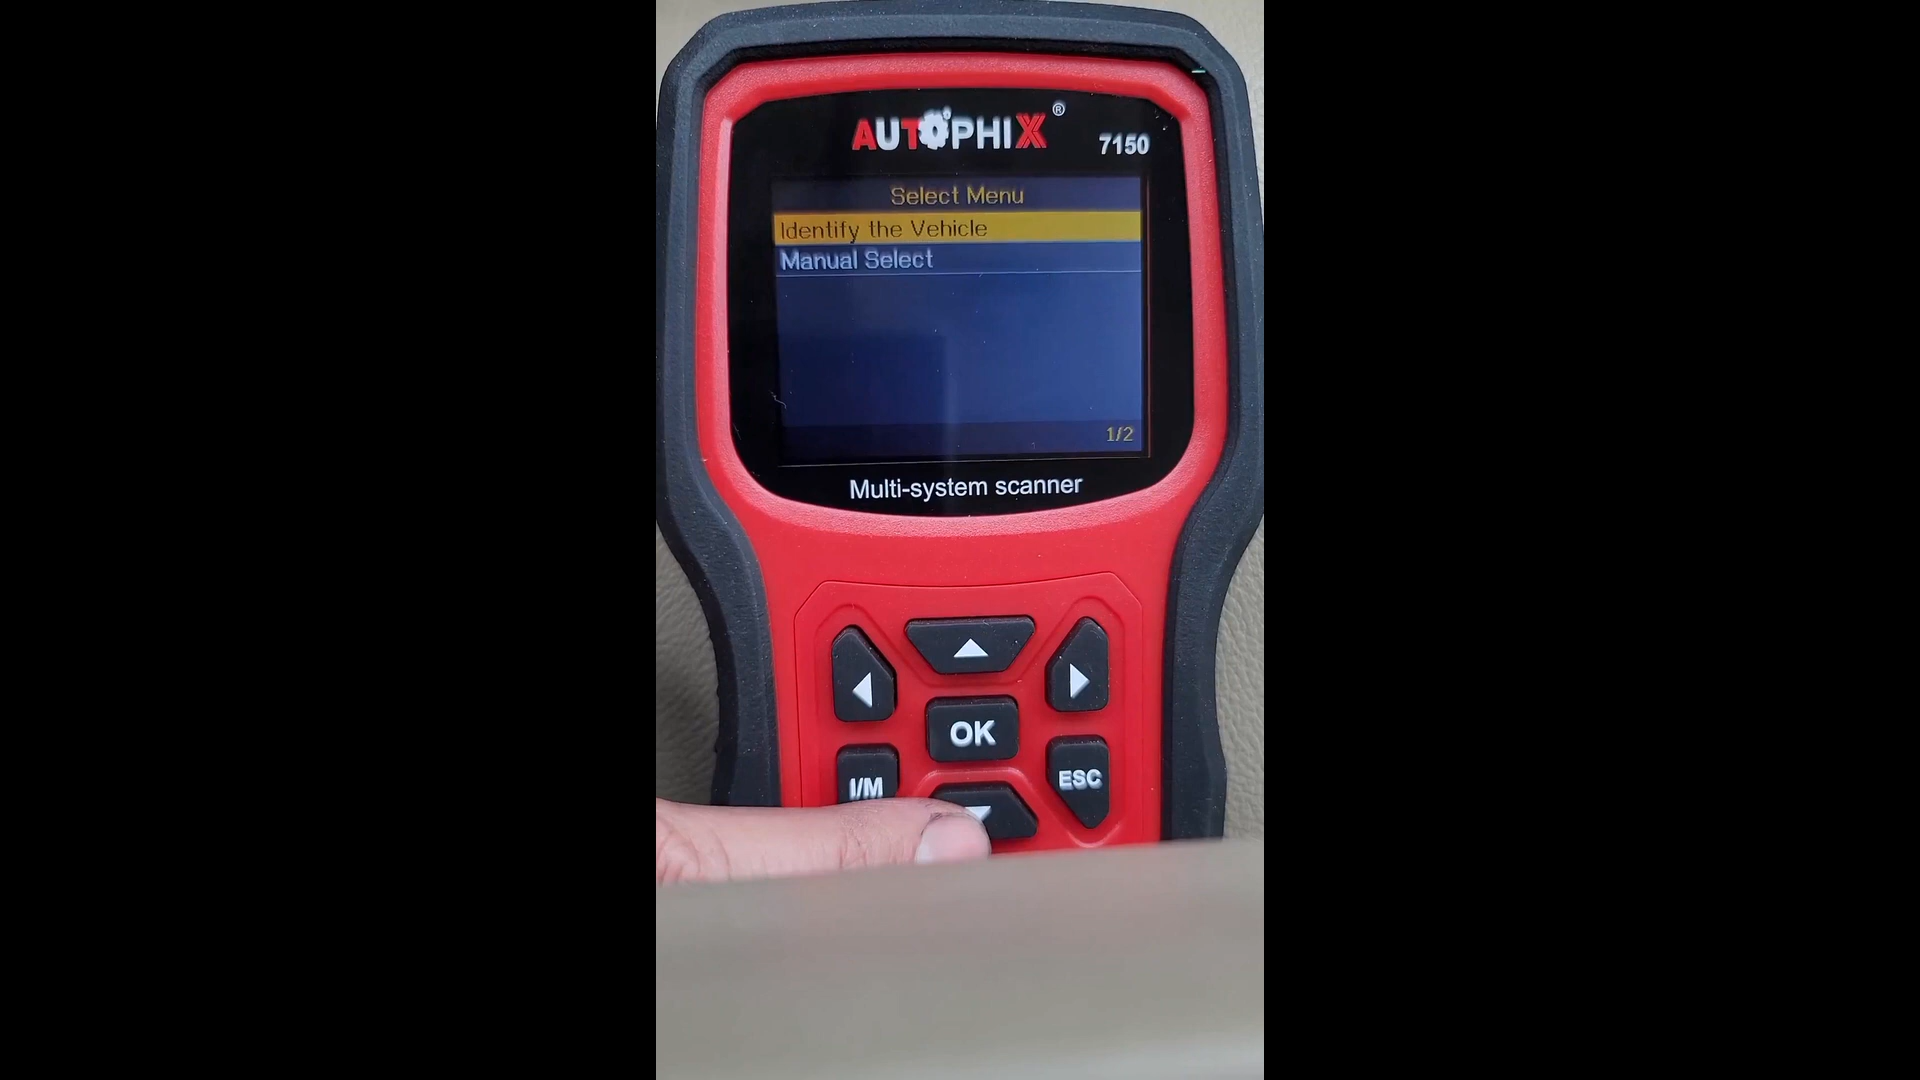 AUTOPHIX ®
7150
Select Menu
Identify the Vehicle
Manual Select
1/2
Multi-system scanner
OK
I/M
ESC